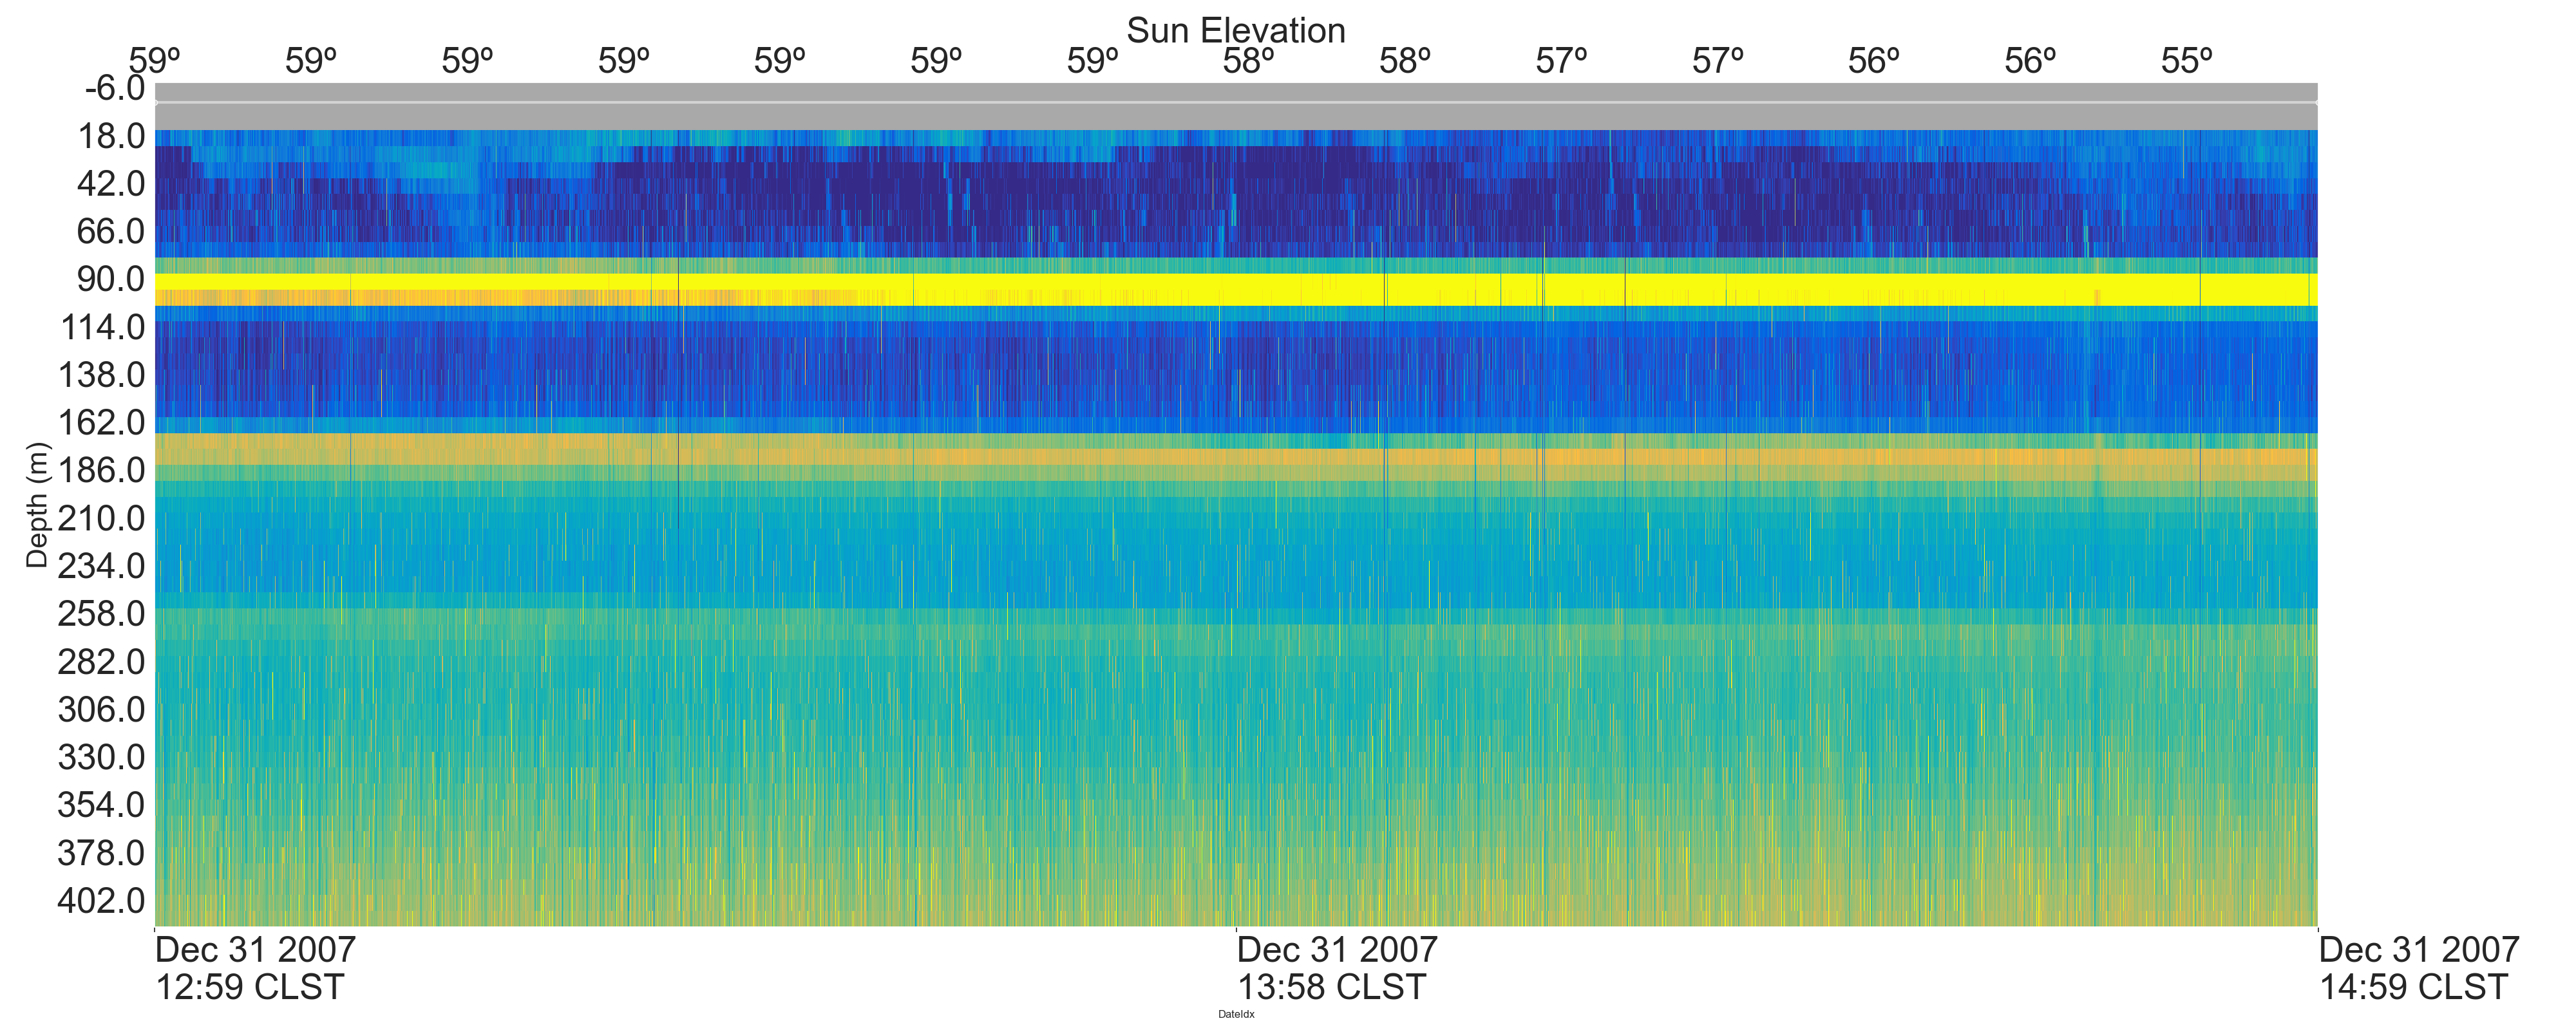 Sun Elevation
59º 59º 59º 59º 59º 59º 59º 58º 58º 57º 57º 56º 56º 55º
-6.0
18.0
42.0
66.0
90.0
114.0
138.0
162.0
186.0
210.0
234.0
258.0
282.0
306.0
330.0
354.0
378.0
402.0
Depth (m)
Dec 31 2007
12:59 CLST
Dec 31 2007
13:58 CLST
Dec 31 2007
14:59 CLST
DateIdx